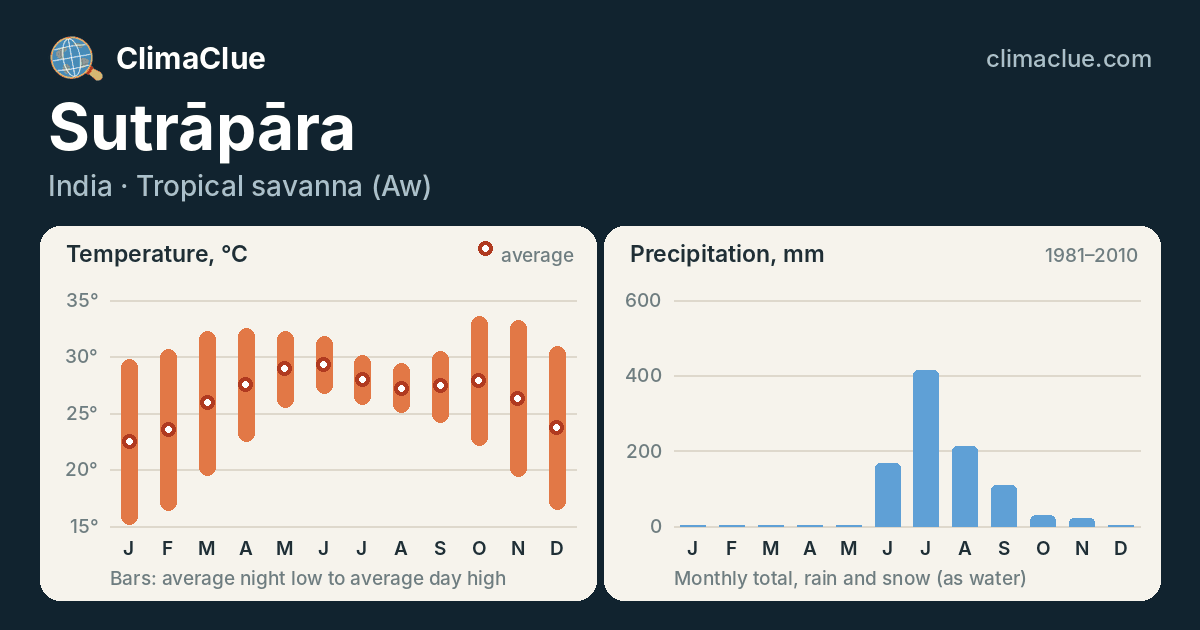 ClimaClue
climaclue.com
Sutrāpāra
India · Tropical savanna (Aw)
Temperature, °C
average
35°
30°
25°
20°
15°
J F M A M J J A S O N D
Bars: average night low to average day high
Precipitation, mm
1981–2010
600
400
200
0
J F M A M J J A S O N D
Monthly total, rain and snow (as water)